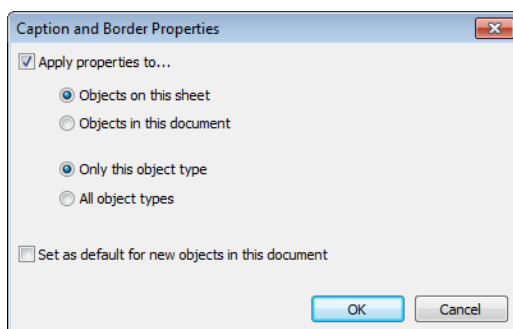 Caption and Border Properties
Apply properties to...
Objects on this sheet
Objects in this document
Only this object type
All object types
Set as default for new objects in this document
OK Cancel